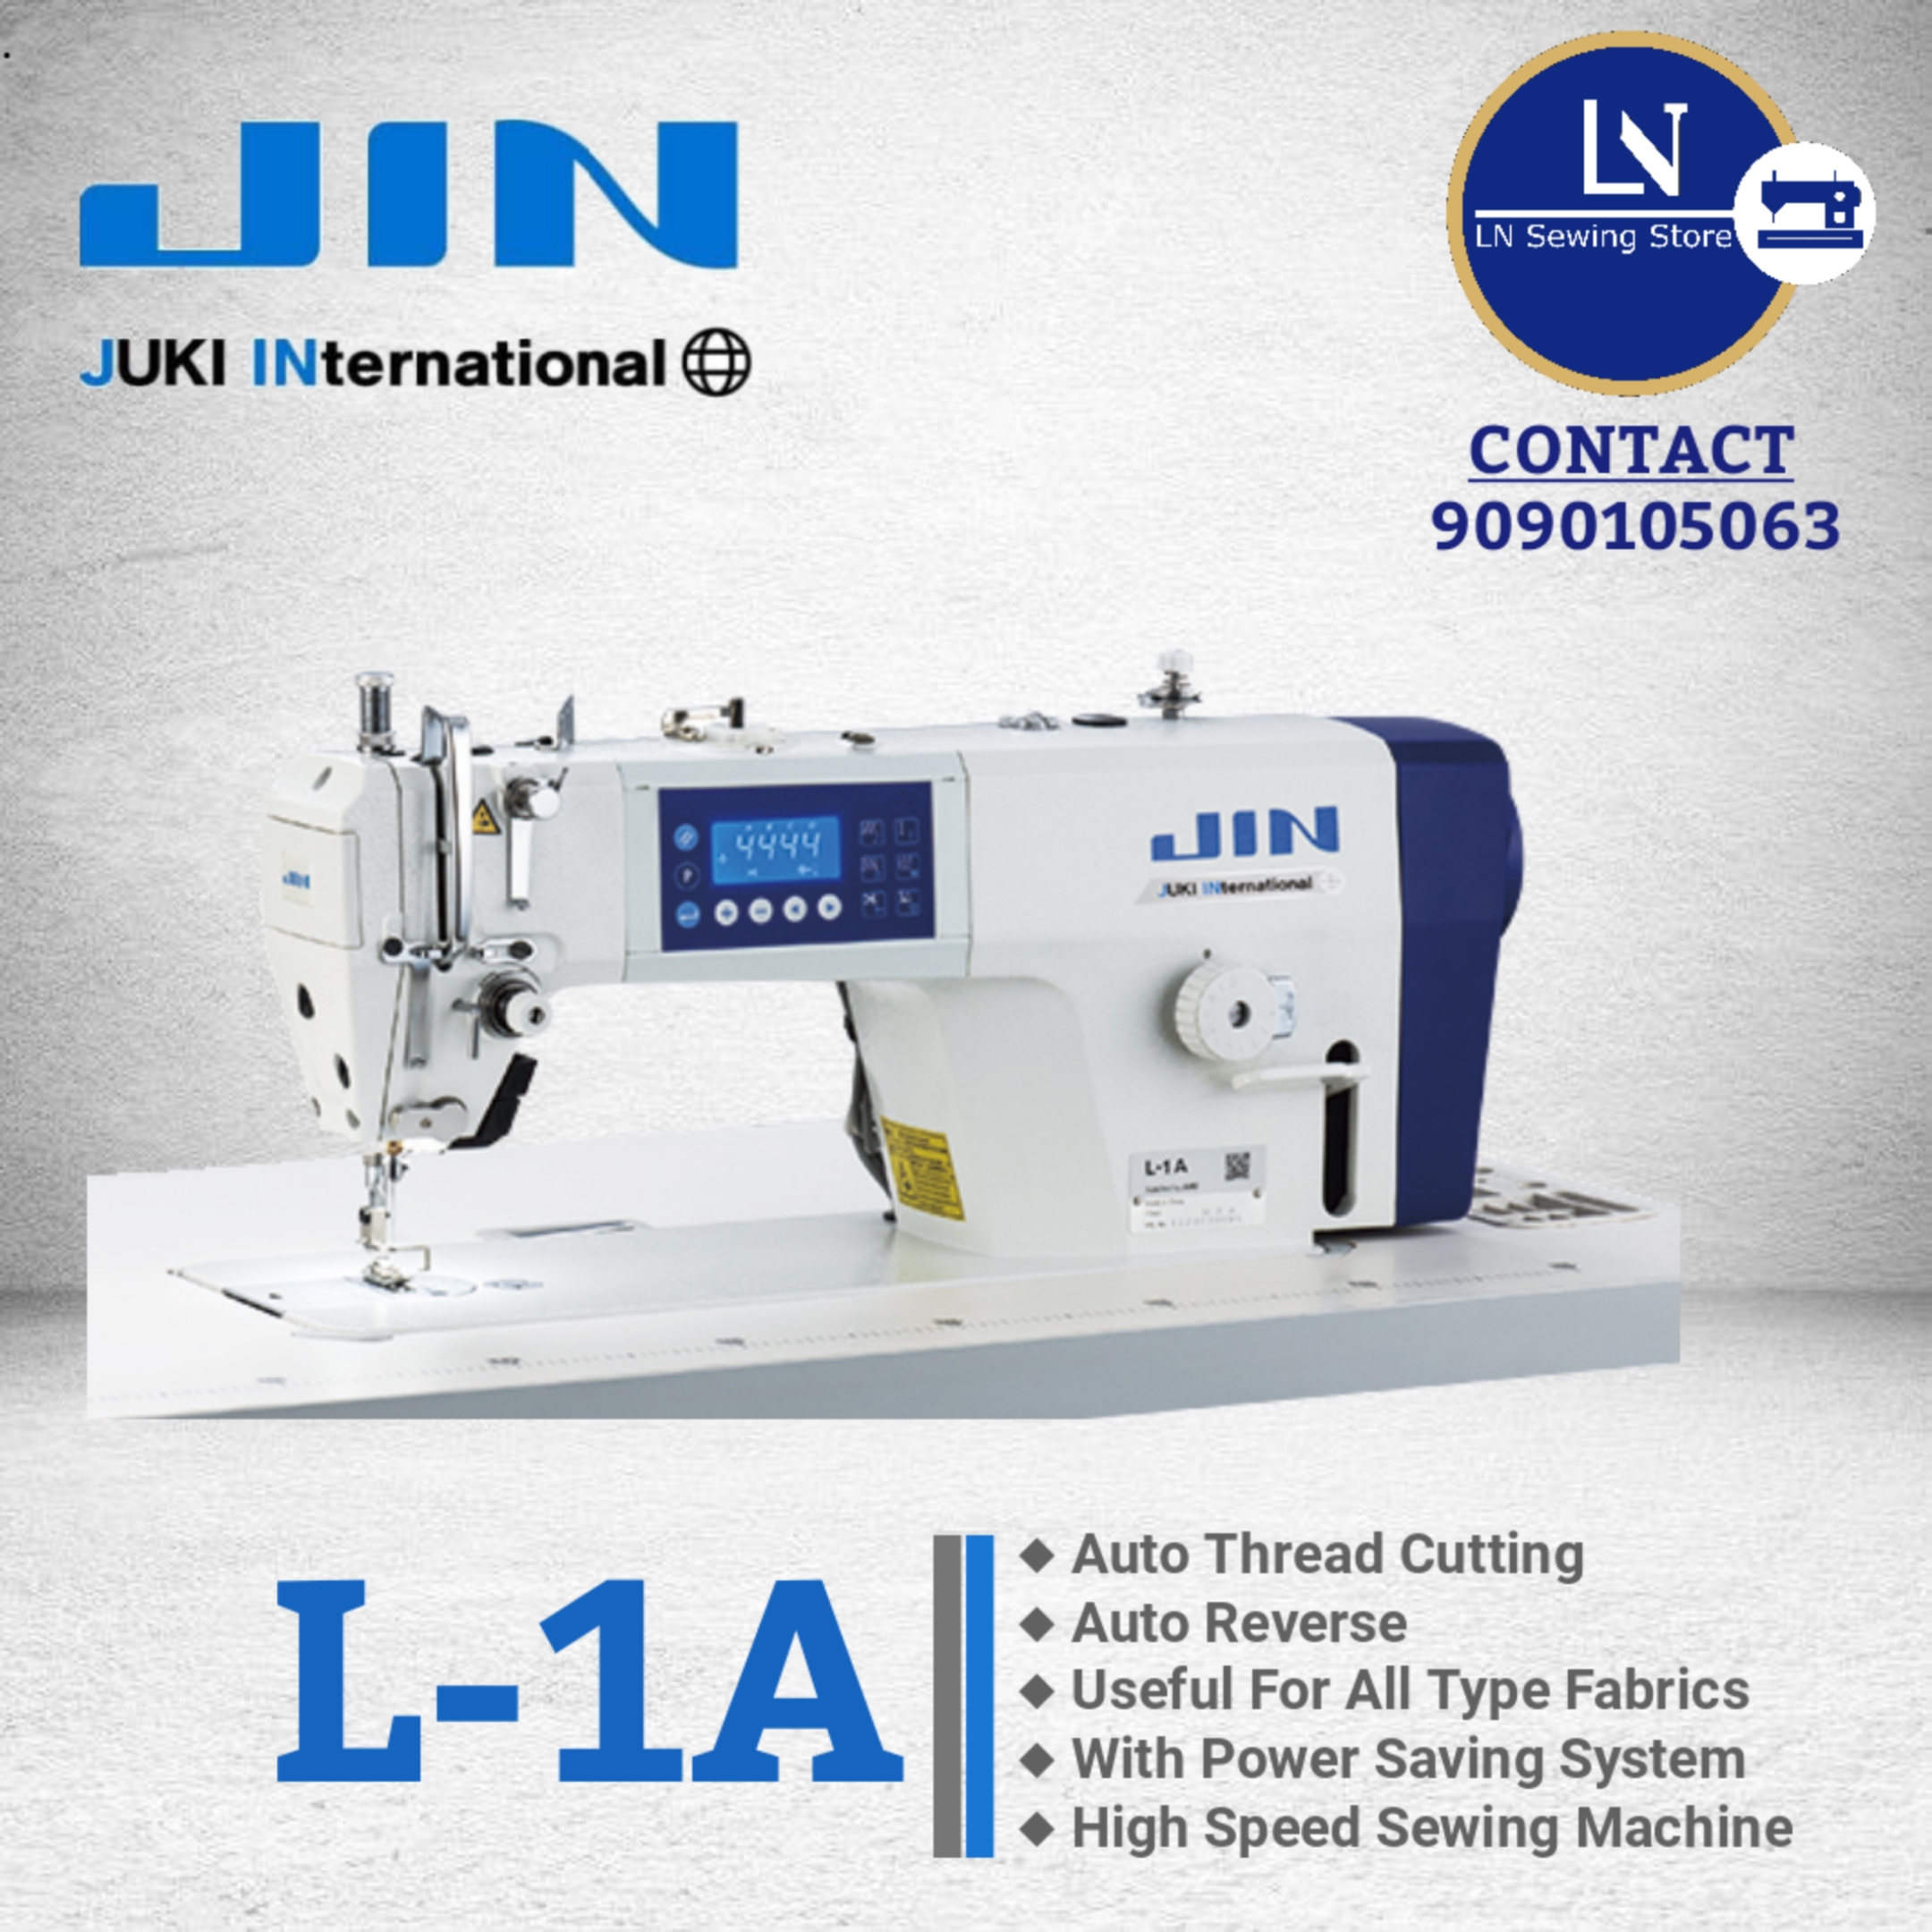 JIN
JUKI INternational
LN
LN Sewing Store
CONTACT
9090105063
4444
P
JIN
JUKI INternational
JIN
L-1A
L-1A
◆ Auto Thread Cutting
◆ Auto Reverse
◆ Useful For All Type Fabrics
◆ With Power Saving System
◆ High Speed Sewing Machine